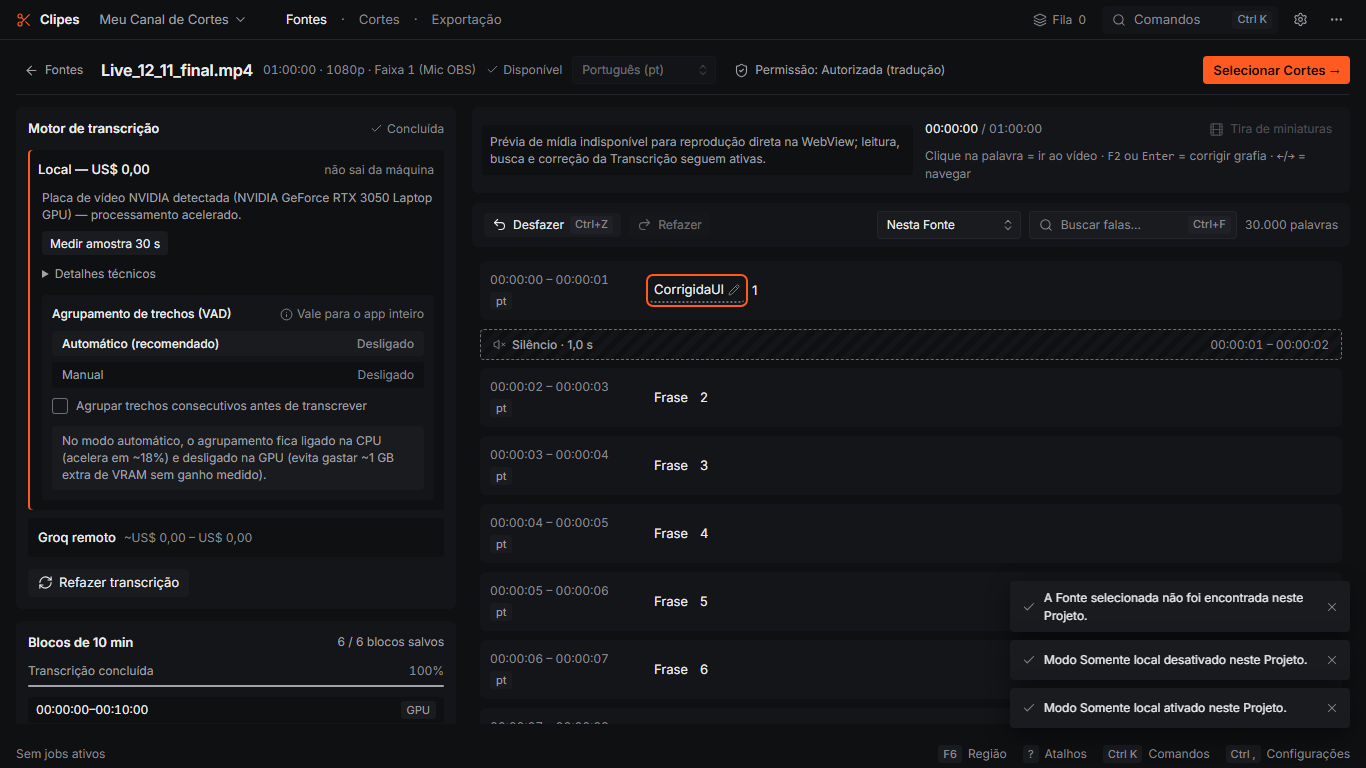 Clipes Meu Canal de Cortes Fontes · Cortes · Exportação Fila 0 Comandos Ctrl K
← Fontes Live_12_11_final.mp4 01:00:00 · 1080p · Faixa 1 (Mic OBS) Disponível Português (pt) Permissão: Autorizada (tradução) Selecionar Cortes →
Motor de transcrição Concluída
Local — US$ 0,00 não sai da máquina
Placa de vídeo NVIDIA detectada (NVIDIA GeForce RTX 3050 Laptop
GPU) — processamento acelerado.
Medir amostra 30 s
Detalhes técnicos
Agrupamento de trechos (VAD) Vale para o app inteiro
Automático (recomendado) Desligado
Manual Desligado
Agrupar trechos consecutivos antes de transcrever
No modo automático, o agrupamento fica ligado na CPU
(acelera em ~18%) e desligado na GPU (evita gastar ~1 GB
extra de VRAM sem ganho medido).
Groq remoto ~US$ 0,00 – US$ 0,00
Refazer transcrição
Blocos de 10 min 6 / 6 blocos salvos
Transcrição concluída 100%
00:00:00–00:10:00 GPU
Prévia de mídia indisponível para reprodução direta na WebView; leitura,
busca e correção da Transcrição seguem ativas.
00:00:00 / 01:00:00 Tira de miniaturas
Clique na palavra = ir ao vídeo · F2 ou Enter = corrigir grafia · ←/→ =
navegar
Desfazer Ctrl+Z Refazer Nesta Fonte Buscar falas... Ctrl+F 30.000 palavras
00:00:00 – 00:00:01 CorrigidaUI 1
pt
Silêncio · 1,0 s 00:00:01 – 00:00:02
00:00:02 – 00:00:03 Frase 2
pt
00:00:03 – 00:00:04 Frase 3
pt
00:00:04 – 00:00:05 Frase 4
pt
00:00:05 – 00:00:06 Frase 5
pt
00:00:06 – 00:00:07 Frase 6
pt
A Fonte selecionada não foi encontrada neste
Projeto.
Modo Somente local desativado neste Projeto.
Modo Somente local ativado neste Projeto.
Sem jobs ativos F6 Região ? Atalhos Ctrl K Comandos Ctrl , Configurações